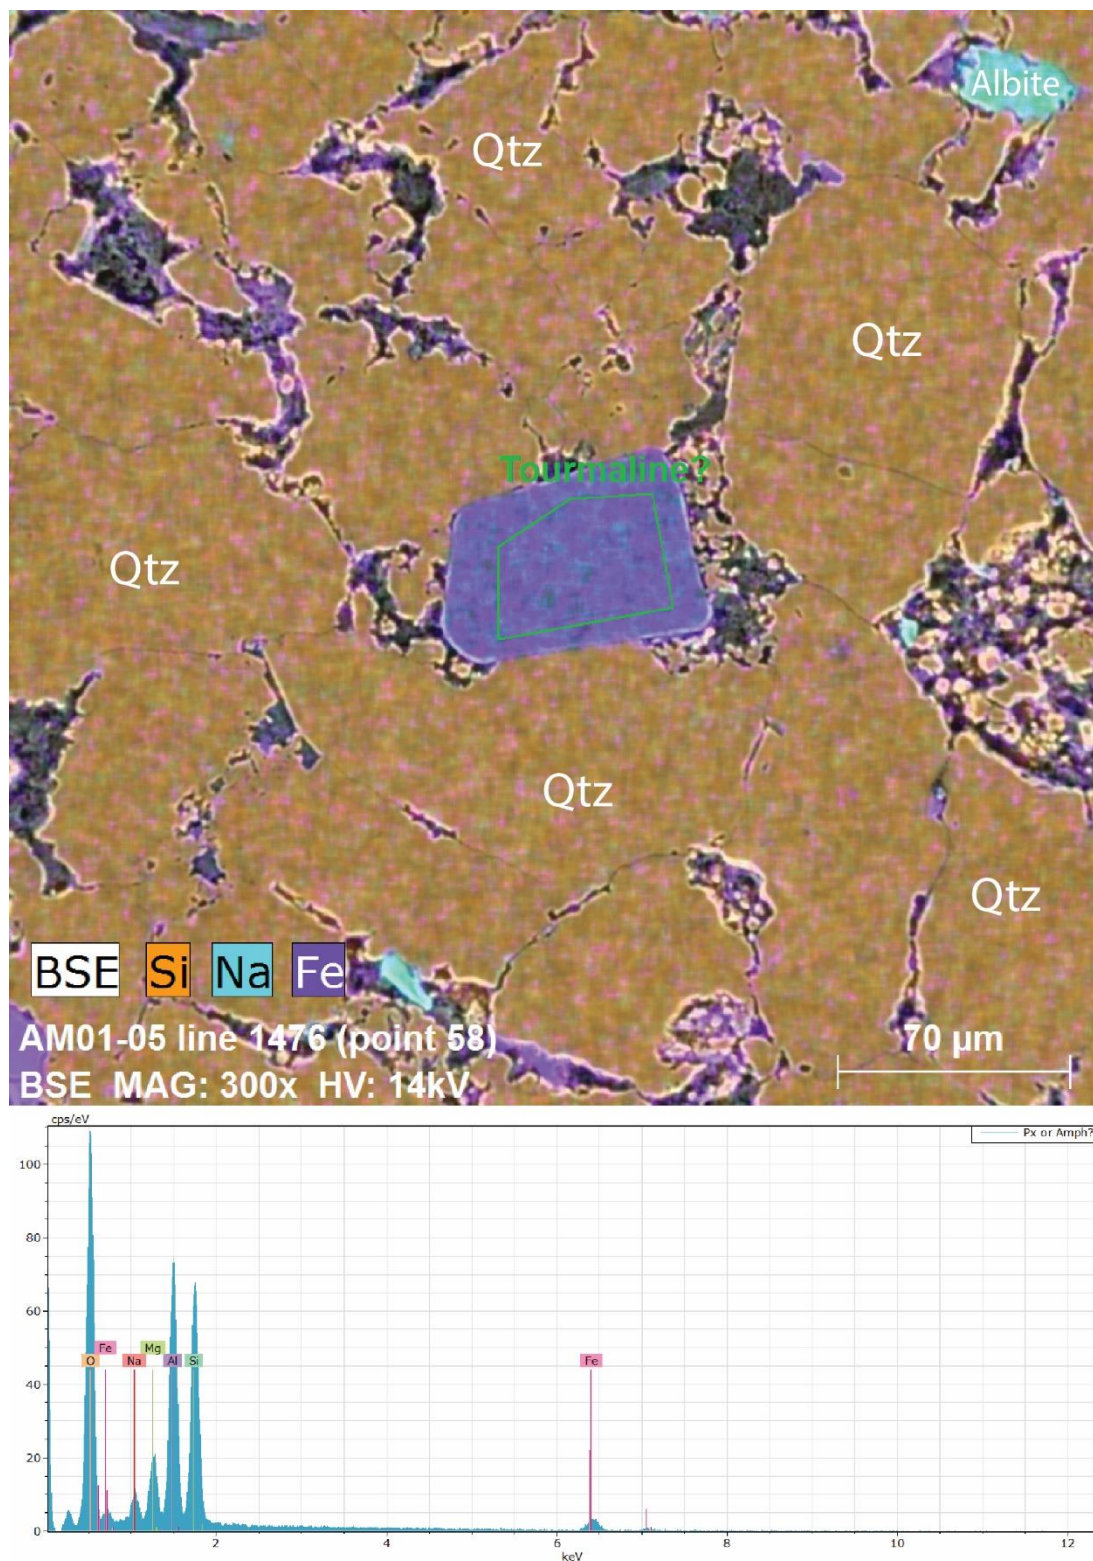 Albite
Qtz
Qtz
Tourmaline?
Qtz
Qtz
Qtz
BSE Si Na Fe
AM01-05 line 1476 (point 58)
70 µm
BSE MAG: 300x HV: 14kV
cps/eV
Px or Amph?
100
80
60
Fe Mg
O Na Al Si Fe
40
20
0
2 4 6 8 10 12
keV